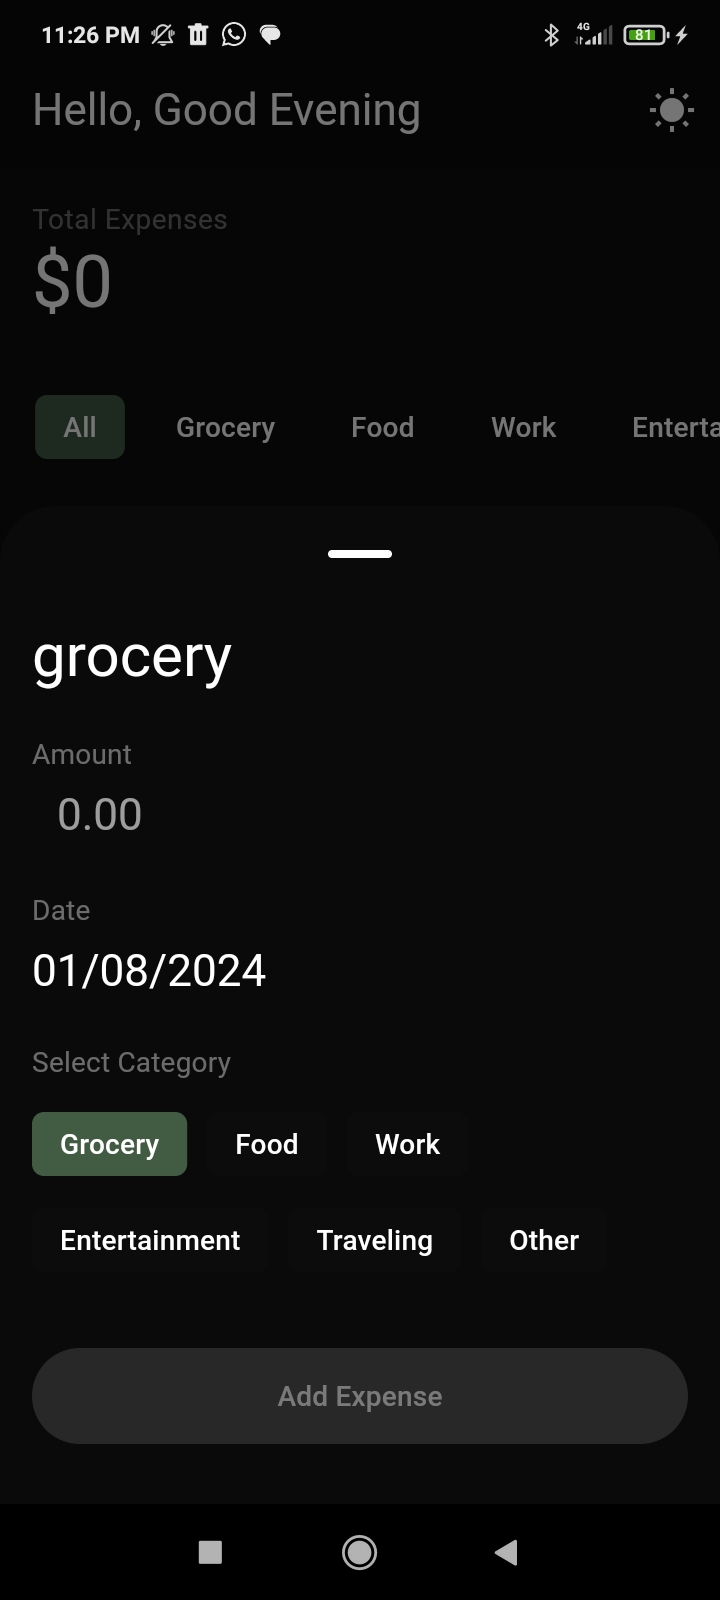 11:26 PM 4G 81
Hello, Good Evening
Total Expenses
$0
All Grocery Food Work Enterta
grocery
Amount
0.00
Date
01/08/2024
Select Category
Grocery Food Work
Entertainment Traveling Other
Add Expense